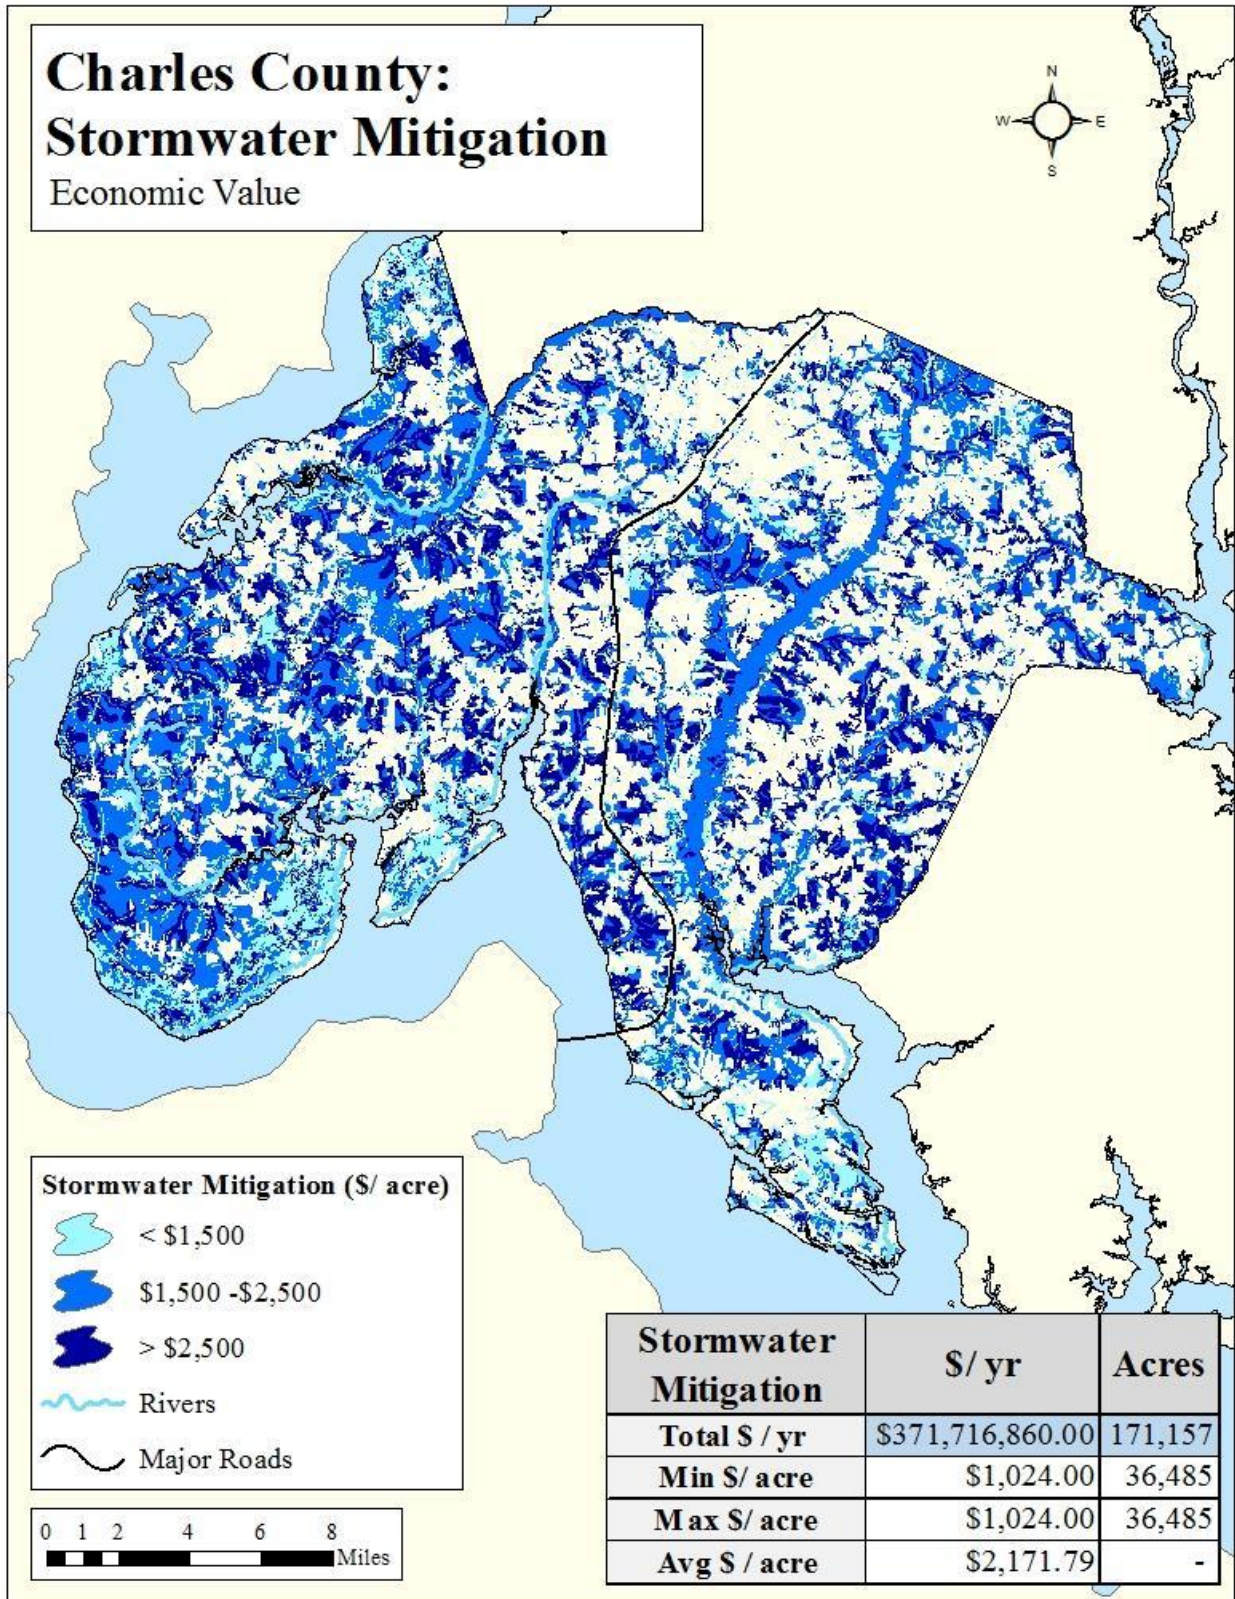 Charles County:
Stormwater Mitigation
Economic Value
N
W E
S
Stormwater Mitigation ($/ acre)
< $1,500
$1,500 -$2,500
> $2,500
Rivers
Major Roads
0 1 2 4 6 8
Miles
Stormwater Mitigation $/ yr Acres
Total $ / yr $371,716,860.00 171,157
Min $/ acre $1,024.00 36,485
Max $/ acre $1,024.00 36,485
Avg $ / acre $2,171.79 -